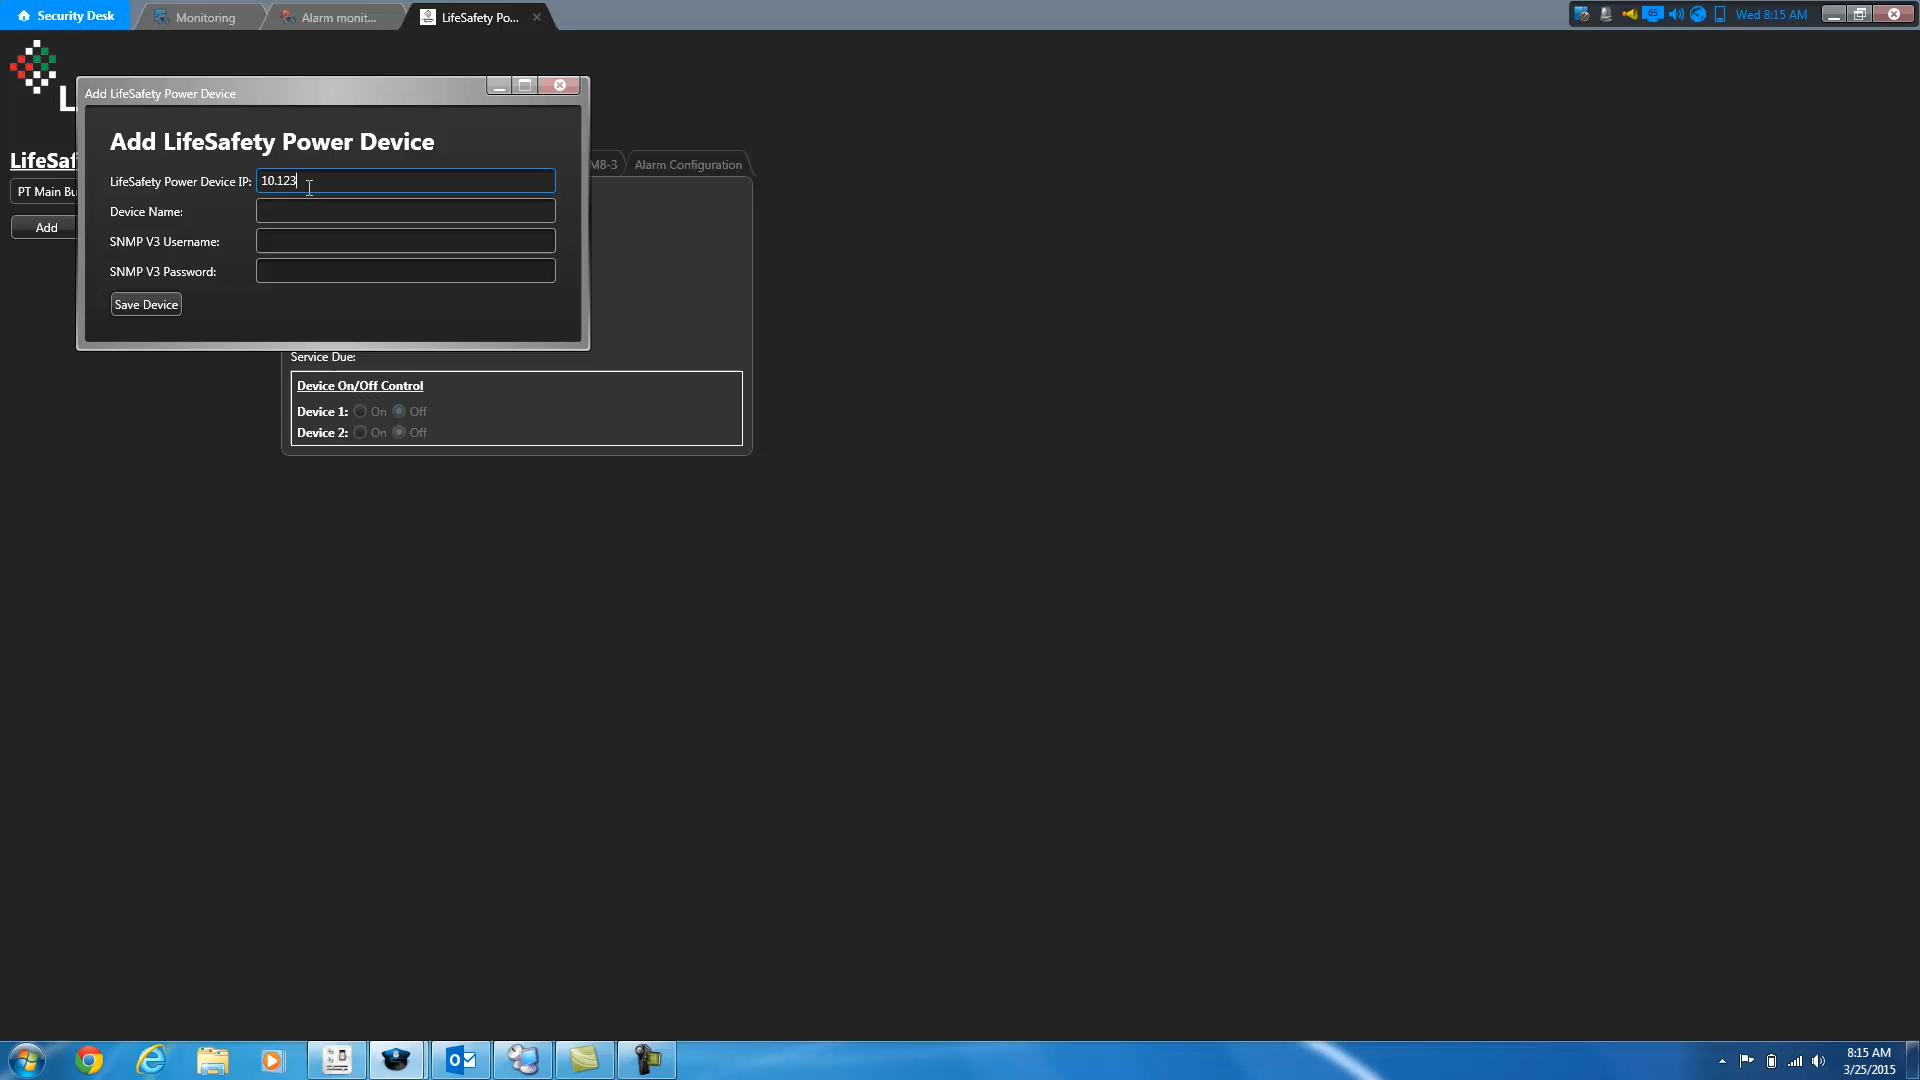 Security Desk
Monitoring
Alarm monit...
LifeSafety Po...
65
Wed 8:15 AM
L
Add LifeSafety Power Device
Add LifeSafety Power Device
LifeSafety Power Device IP: 10.123
Device Name:
SNMP V3 Username:
SNMP V3 Password:
Save Device
LifeSaf
PT Main Bu
Add
M8-3
Alarm Configuration
Service Due:
Device On/Off Control
Device 1: On Off
Device 2: On Off
8:15 AM
3/25/2015